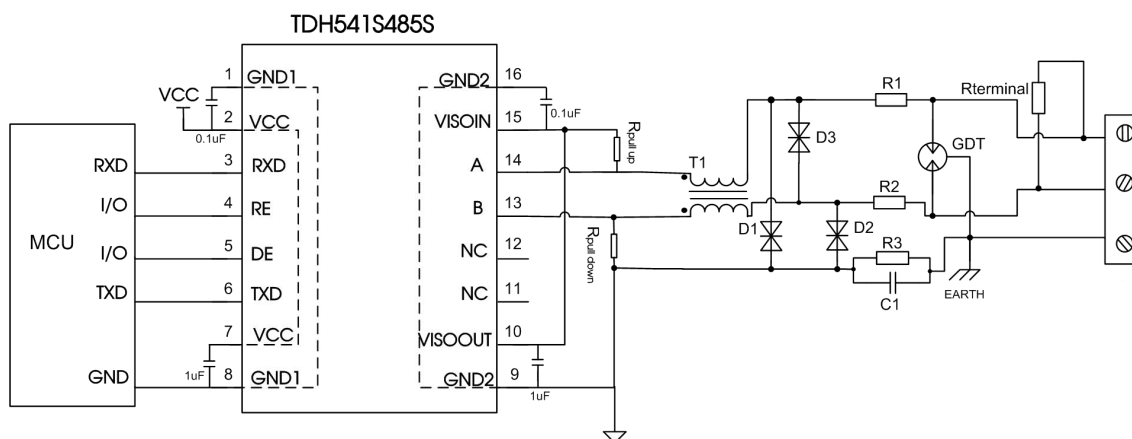 TDH541S485S
MCU
RXD
I/O
I/O
TXD
GND
VCC
0.1uF
1uF
1 GND1
2 VCC
3 RXD
4 RE
5 DE
6 TXD
7 VCC
8 GND1
GND2 16
VISOIN 15
A 14
B 13
NC 12
NC 11
VISOOUT 10
GND2 9
0.1uF
1uF
Rpull up
Rpull down
T1
D1
D3
D2
R1
R2
R3
C1
GDT
EARTH
Rterminal